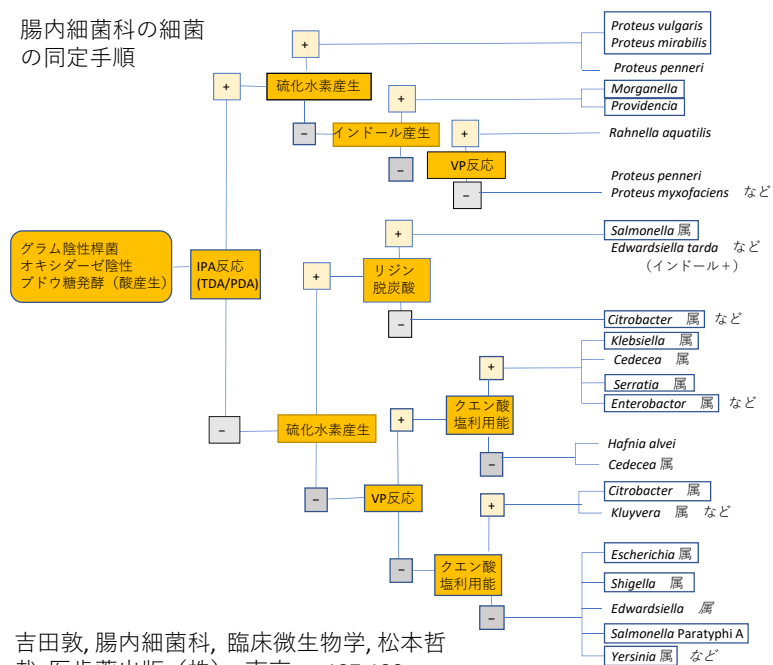 腸内細菌科の細菌
の同定手順
+
Proteus vulgaris
Proteus mirabilis
Proteus penneri
+
硫化水素産生
+
Morganella
Providencia
−
インドール産生
+
Rahnella aquatilis
−
VP反応
−
Proteus penneri
Proteus myxofaciens など
グラム陰性桿菌
オキシダーゼ陰性
ブドウ糖発酵（酸産生）
IPA反応
(TDA/PDA)
+
Salmonella 属
Edwardsiella tarda など
（インドール＋）
+
リジン
脱炭酸
−
Citrobacter 属 など
Klebsiella 属
+
Cedecea 属
Serratia 属
Enterobactor 属 など
−
硫化水素産生
+
クエン酸
塩利用能
Hafnia alvei
−
Cedecea 属
−
VP反応
+
Citrobacter 属
Kluyvera 属 など
−
クエン酸
塩利用能
Escherichia 属
Shigella 属
−
Edwardsiella 属
Salmonella Paratyphi A
Yersinia 属 など
吉田敦, 腸内細菌科, 臨床微生物学, 松本哲